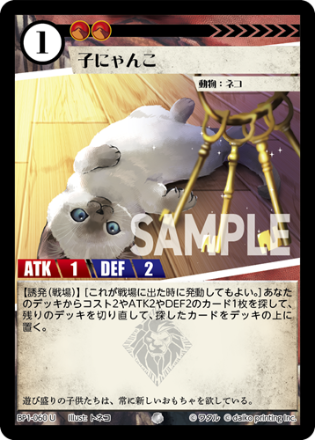 1
子にゃんこ
動物：ネコ
SAMPLE
ATK 1 DEF 2
【誘発(戦場)】[これが戦場に出た時に発動してもよい。]あなた
のデッキからコスト2やATK2やDEF2のカード1枚を探して、
残りのデッキを切り直して、探したカードをデッキの上に
置く。
遊び盛りの子供たちは、常に新しいおもちゃを欲している。
BP1-060 U Illust: トネコ © ワタル © daiko printing inc.